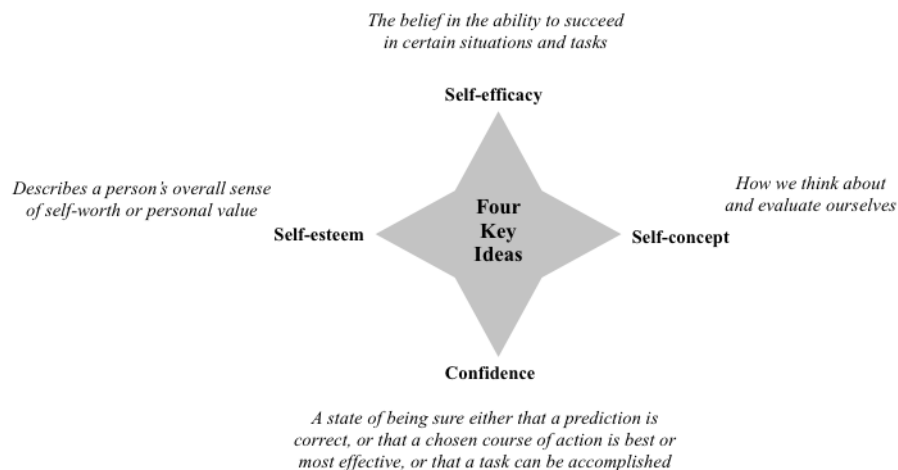 The belief in the ability to succeed
in certain situations and tasks
Self-efficacy
Describes a person’s overall sense
of self-worth or personal value
Self-esteem
Four
Key
Ideas
How we think about
and evaluate ourselves
Self-concept
Confidence
A state of being sure either that a prediction is
correct, or that a chosen course of action is best or
most effective, or that a task can be accomplished